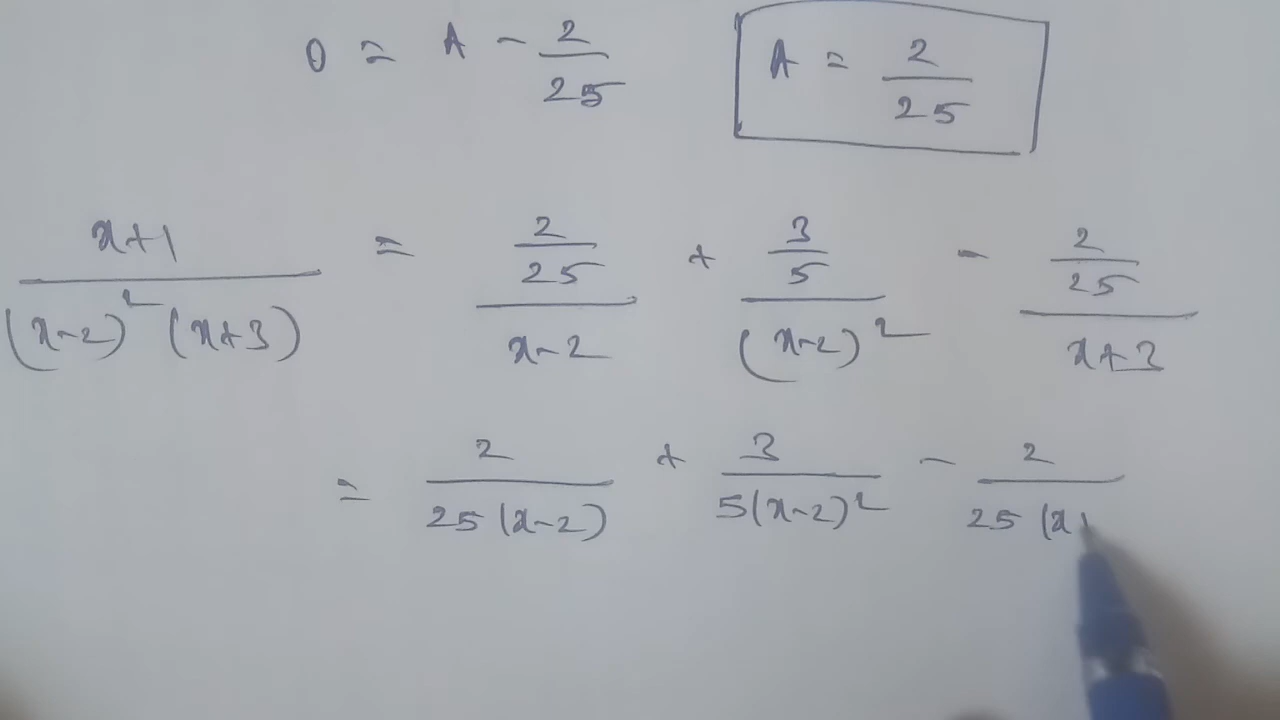 0 = A - 2/25    A = 2/25
x+1/(x-2)²(x+3) = 2/25/x-2 + 3/5/(x-2)² - 2/25/x+3
= 2/25(x-2) + 3/5(x-2)² - 2/25(x